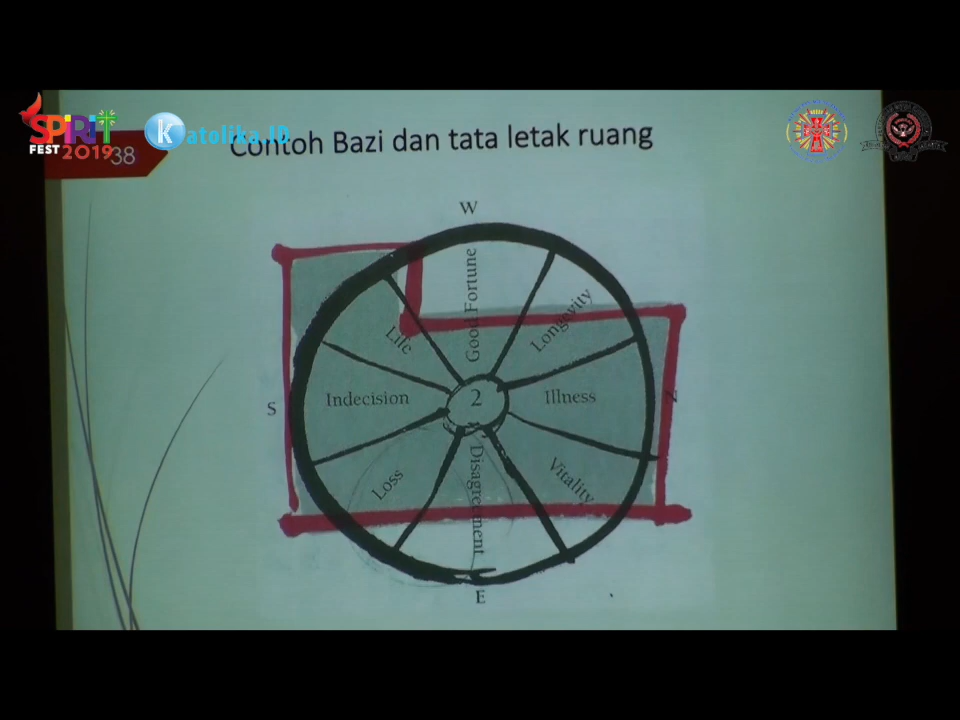 SPIRIT
FEST 2019
38
Katolika.ID
Contoh Bazi dan tata letak ruang
W
Good Fortune
Longevity
Life
S
Indecision
2
Illness
N
Loss
Disagreement
Vitality
E